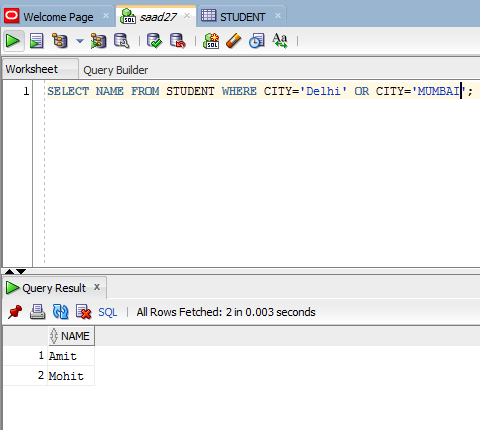 Welcome Page saad27 STUDENT
SQL
Worksheet Query Builder
1 SELECT NAME FROM STUDENT WHERE CITY='Delhi' OR CITY='MUMBAI';
Query Result x
SQL | All Rows Fetched: 2 in 0.003 seconds
NAME
1 Amit
2 Mohit